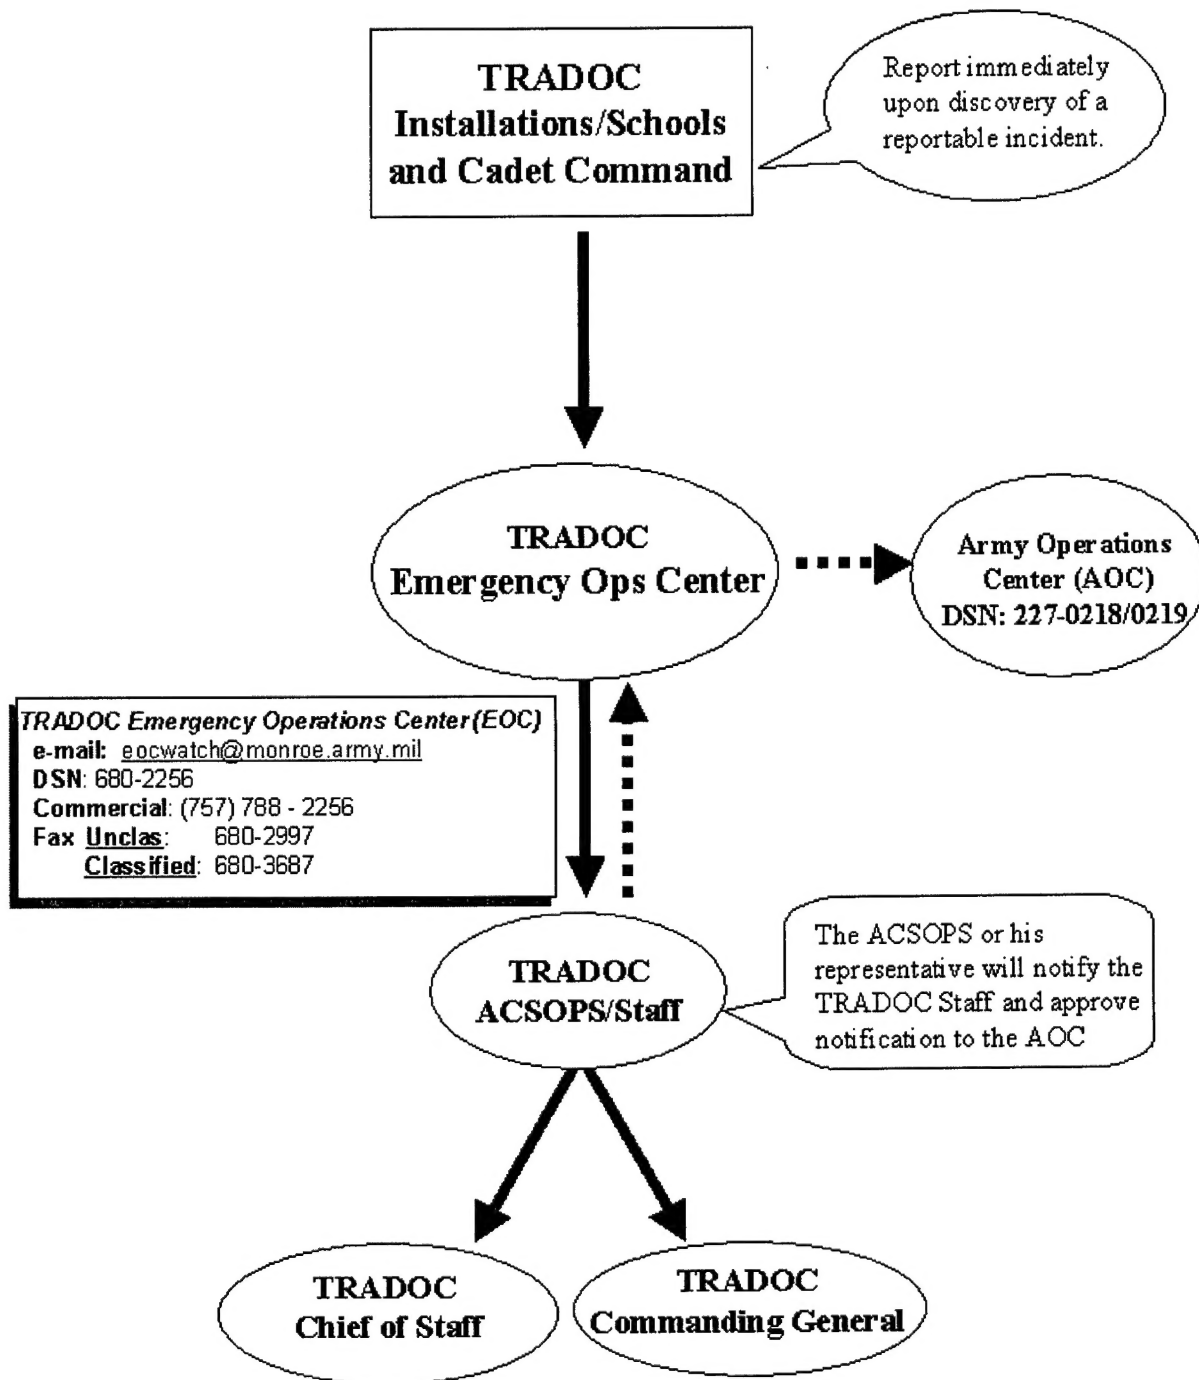 TRADOC
Installations/Schools
and Cadet Command
Report immediately
upon discovery of a
reportable incident.
TRADOC
Emergency Ops Center
Army Operations
Center (AOC)
DSN: 227-0218/0219
TRADOC Emergency Operations Center(EOC)
e-mail: eocwatch@monroe.army.mil
DSN: 680-2256
Commercial: (757) 788 - 2256
Fax Unclas: 680-2997
Classified: 680-3687
TRADOC
ACSOPS/Staff
The ACSOPS or his
representative will notify the
TRADOC Staff and approve
notification to the AOC
TRADOC
Chief of Staff
TRADOC
Commanding General